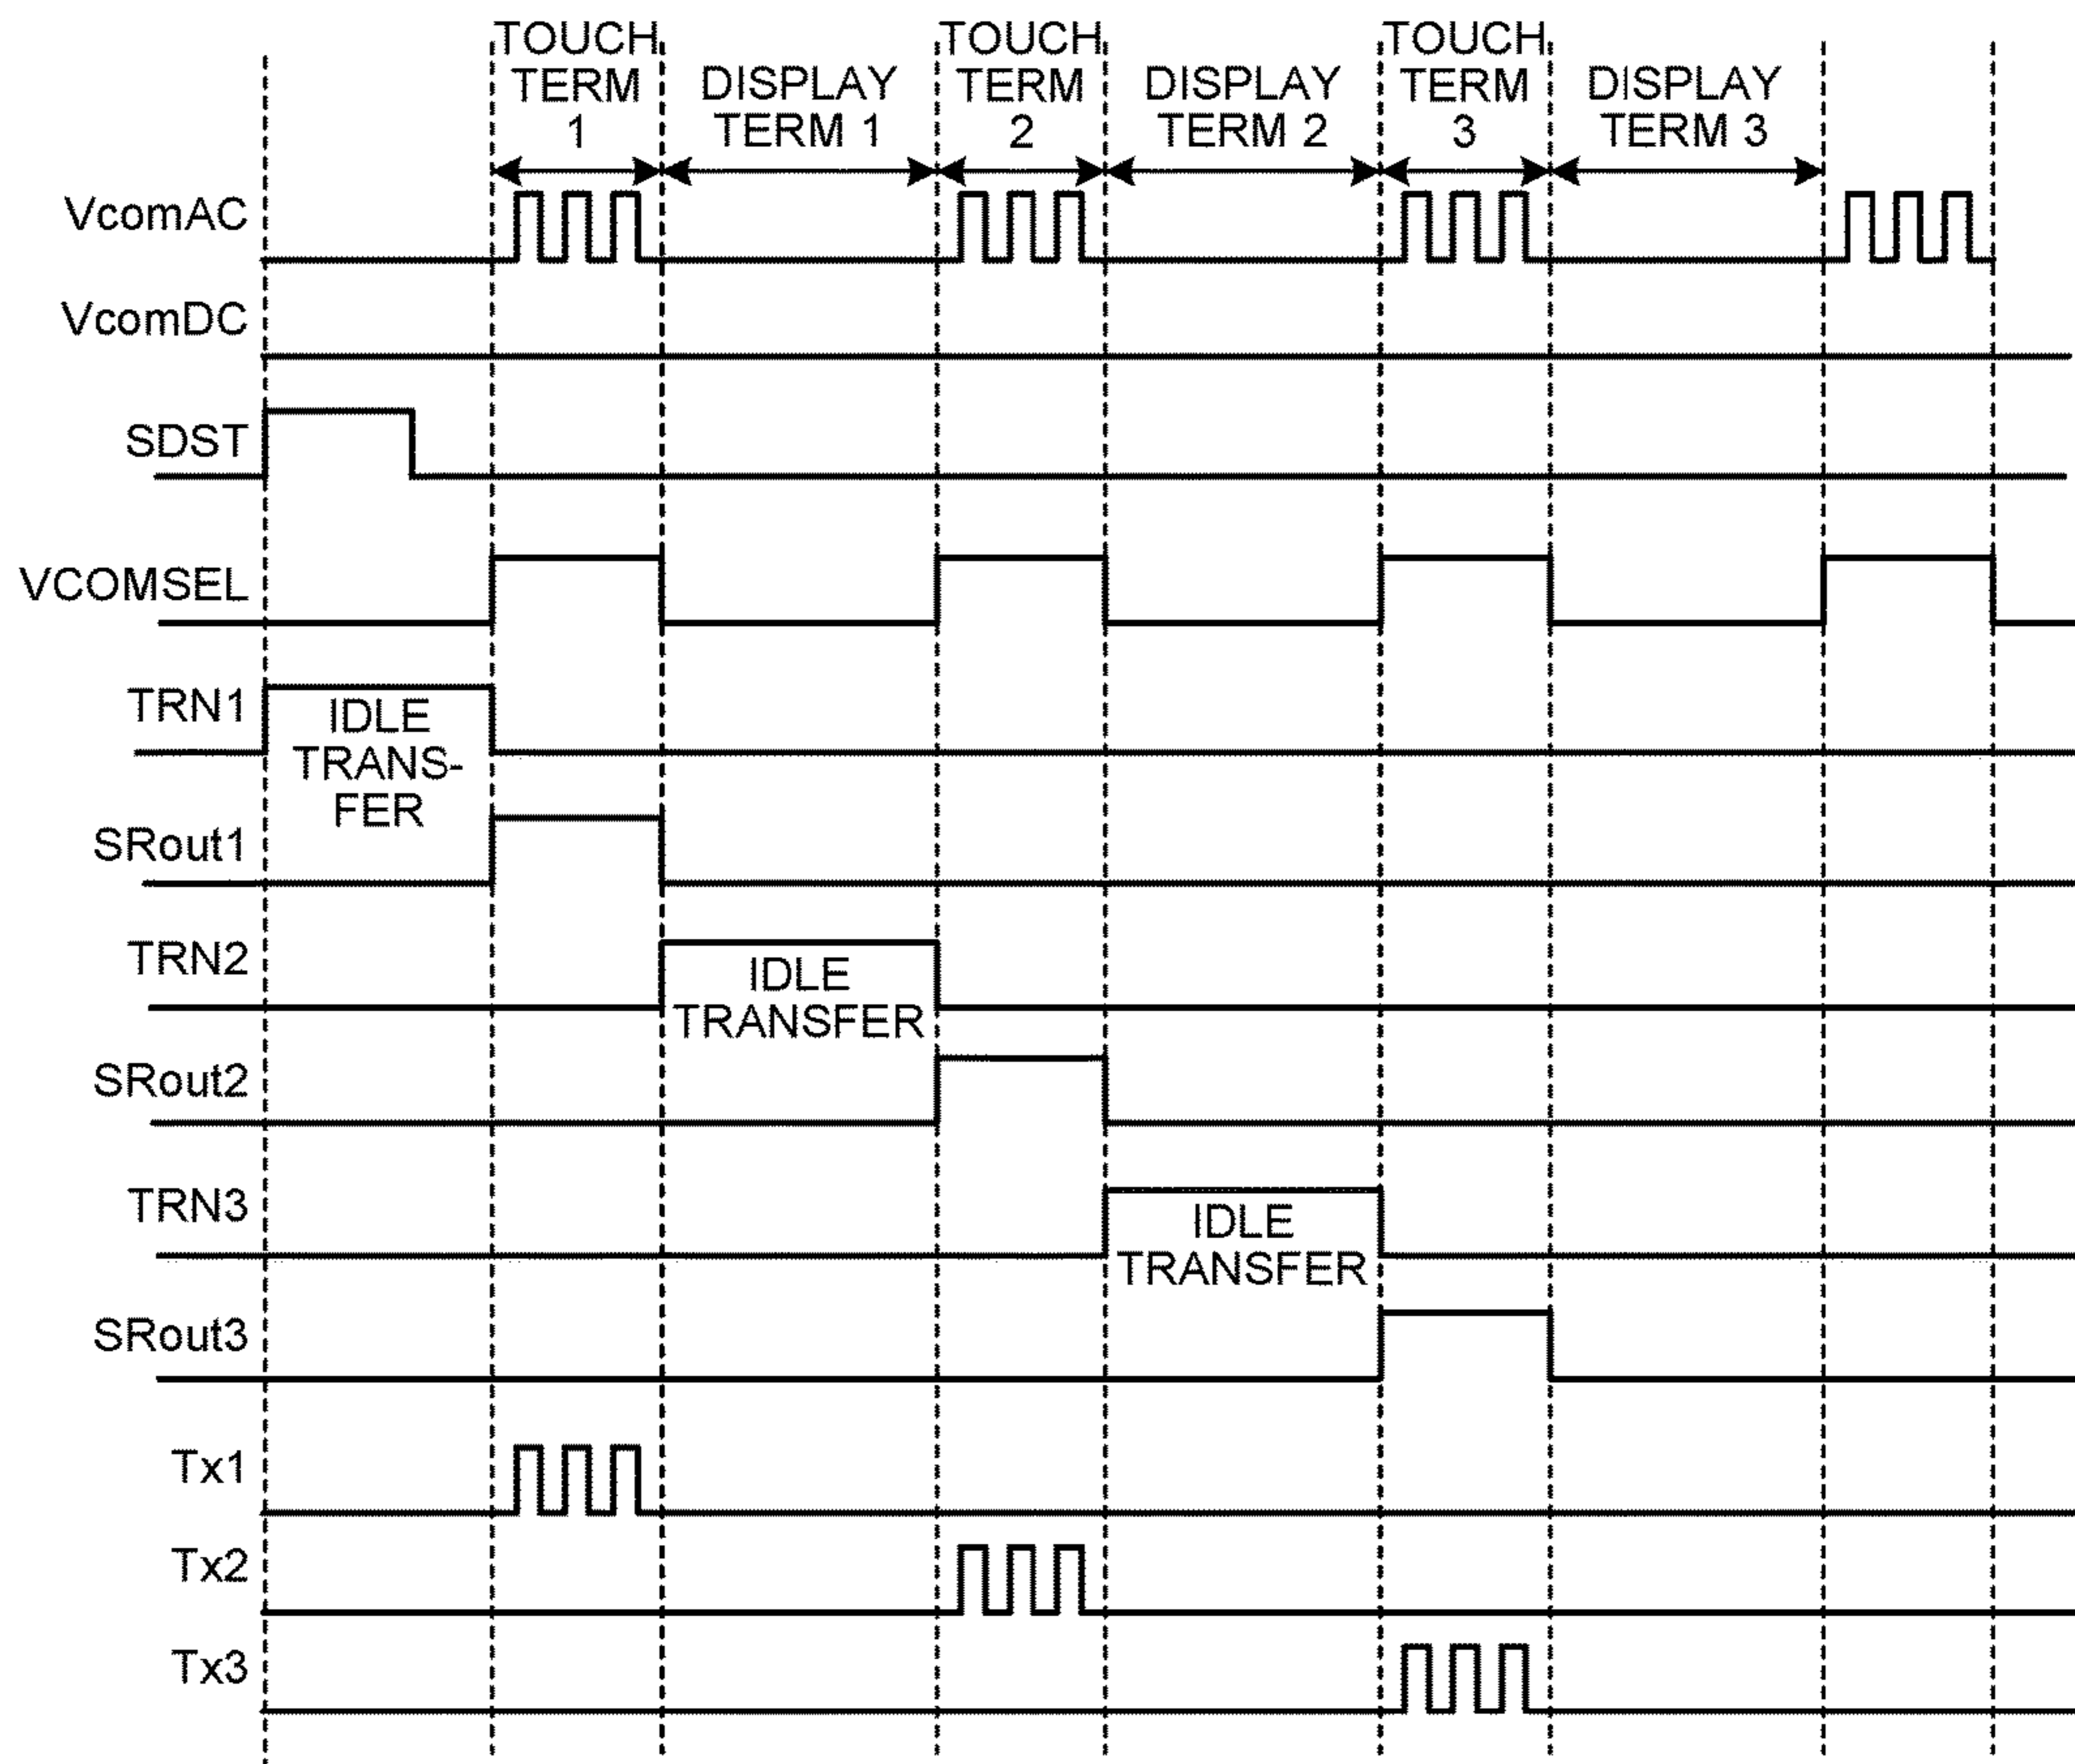 TOUCH
TERM
1
DISPLAY
TERM 1
TOUCH
TERM
2
DISPLAY
TERM 2
TOUCH
TERM
3
DISPLAY
TERM 3
VcomAC
VcomDC
SDST
VCOMSEL
TRN1
IDLE
TRANS-
FER
SRout1
TRN2
IDLE
TRANSFER
SRout2
TRN3
IDLE
TRANSFER
SRout3
Tx1
Tx2
Tx3